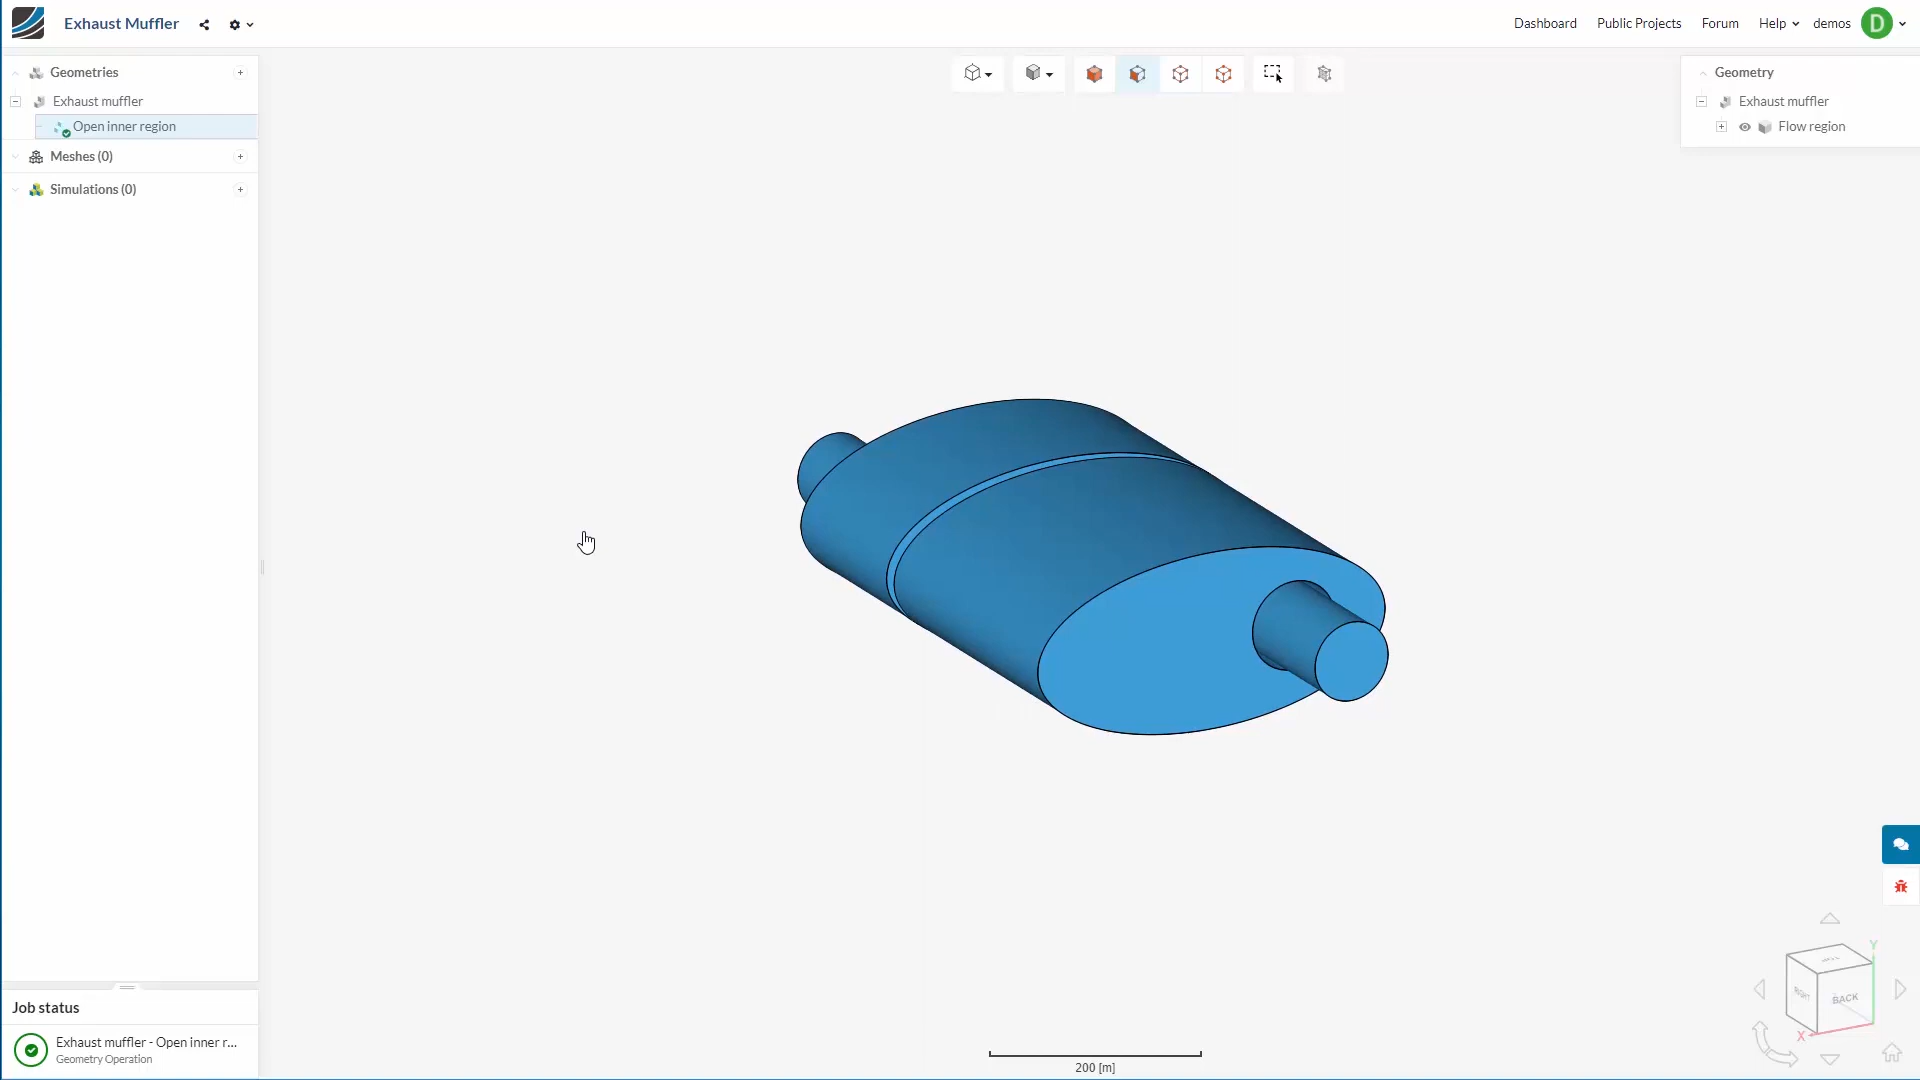 Exhaust Muffler
Dashboard
Public Projects
Forum
Help
demos
D
Geometries
Exhaust muffler
Open inner region
Meshes (0)
Simulations (0)
Geometry
Exhaust muffler
Flow region
Job status
Exhaust muffler - Open inner r...
Geometry Operation
200 [m]
Y
RIGHT
BACK
X